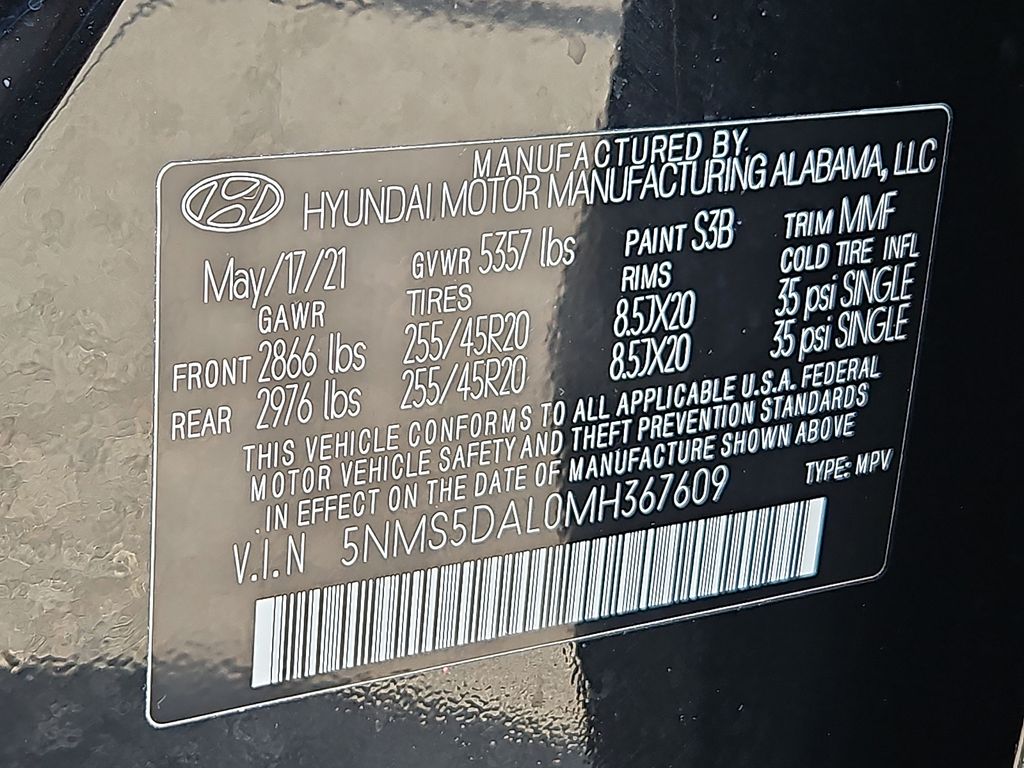 MANUFACTURED BY
HYUNDAI MOTOR MANUFACTURING ALABAMA, LLC
May/17/21 GVWR 5357 lbs PAINT S3B TRIM MMF
GAWR TIRES RIMS COLD TIRE INFL
FRONT 2866 lbs 255/45R20 8.5JX20 35 psi SINGLE
REAR 2976 lbs 255/45R20 8.5JX20 35 psi SINGLE
THIS VEHICLE CONFORMS TO ALL APPLICABLE U.S.A. FEDERAL
MOTOR VEHICLE SAFETY AND THEFT PREVENTION STANDARDS
IN EFFECT ON THE DATE OF MANUFACTURE SHOWN ABOVE
V.I.N 5NMS5DAL0MH367609 TYPE: MPV